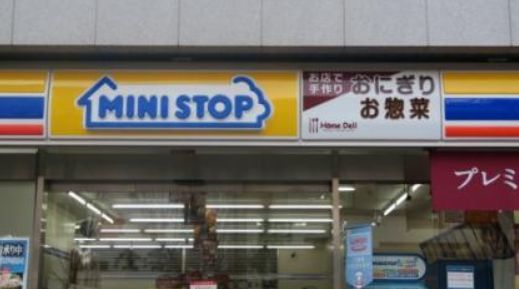 MINI STOP
お店で
手作り
おにぎり
お惣菜
Home Deli
プレミ